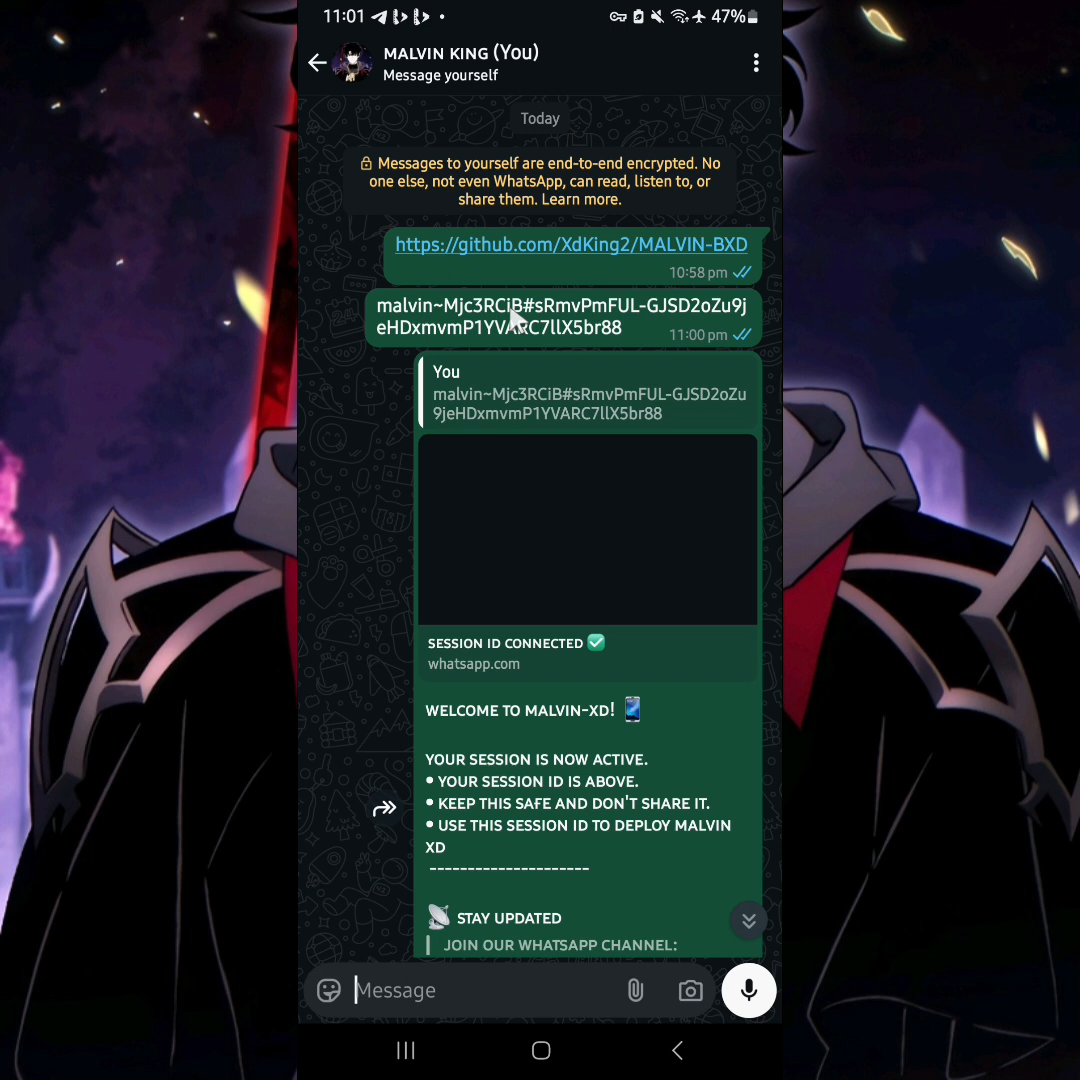 11:01
47%
MALVIN KING (You)
Message yourself
Today
Messages to yourself are end-to-end encrypted. No
one else, not even WhatsApp, can read, listen to, or
share them. Learn more.
https://github.com/XdKing2/MALVIN-BXD
10:58 pm
malvin~Mjc3RCiB#sRmvPmFUL-GJSD2oZu9j
eHDxmvmP1YVARC7llX5br88
11:00 pm
You
malvin~Mjc3RCiB#sRmvPmFUL-GJSD2oZu
9jeHDxmvmP1YVARC7llX5br88
SESSION ID CONNECTED ✅
whatsapp.com
WELCOME TO MALVIN-XD! 📱
YOUR SESSION IS NOW ACTIVE.
• YOUR SESSION ID IS ABOVE.
• KEEP THIS SAFE AND DON'T SHARE IT.
• USE THIS SESSION ID TO DEPLOY MALVIN
XD
---------------------
📡 STAY UPDATED
JOIN OUR WHATSAPP CHANNEL:
Message